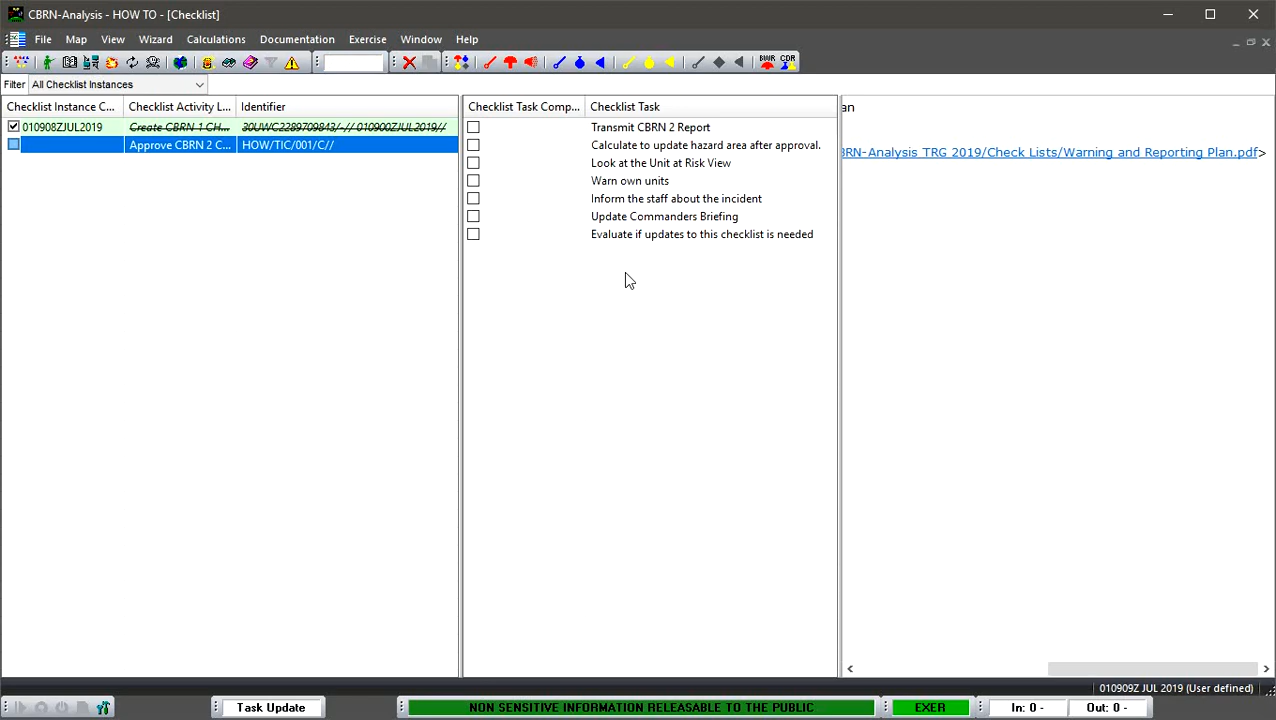 CBRN-Analysis - HOW TO - [Checklist]
File Map View Wizard Calculations Documentation Exercise Window Help
BWR CDR
Filter All Checklist Instances
Checklist Instance C... Checklist Activity L... Identifier Checklist Task Comp... Checklist Task an
010908ZJUL2019 Create CBRN 1 CH... 30UWC2289709843/-// 010900ZJUL2019// Transmit CBRN 2 Report
Approve CBRN 2 C... HOW/TIC/001/C// Calculate to update hazard area after approval.
BRN-Analysis TRG 2019/Check Lists/Warning and Reporting Plan.pdf>
Look at the Unit at Risk View
Warn own units
Inform the staff about the incident
Update Commanders Briefing
Evaluate if updates to this checklist is needed
010909Z JUL 2019 (User defined)
Task Update NON SENSITIVE INFORMATION RELEASABLE TO THE PUBLIC EXER In: 0 - Out: 0 -